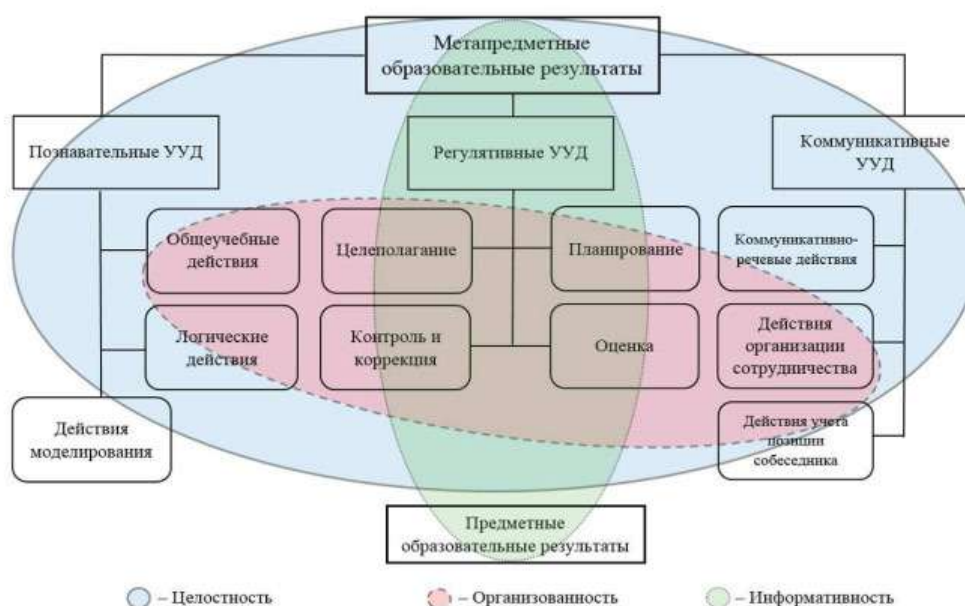 Метапредметные
образовательные результаты
Познавательные УУД
Регулятивные УУД
Коммуникативные
УУД
Общеучебные
действия
Целеполагание
Планирование
Коммуникативно-
речевые действия
Логические
действия
Контроль и
коррекция
Оценка
Действия
организации
сотрудничества
Действия
моделирования
Действия учета
позиции
собеседника
Предметные
образовательные результаты
– Целостность
– Организованность
– Информативность